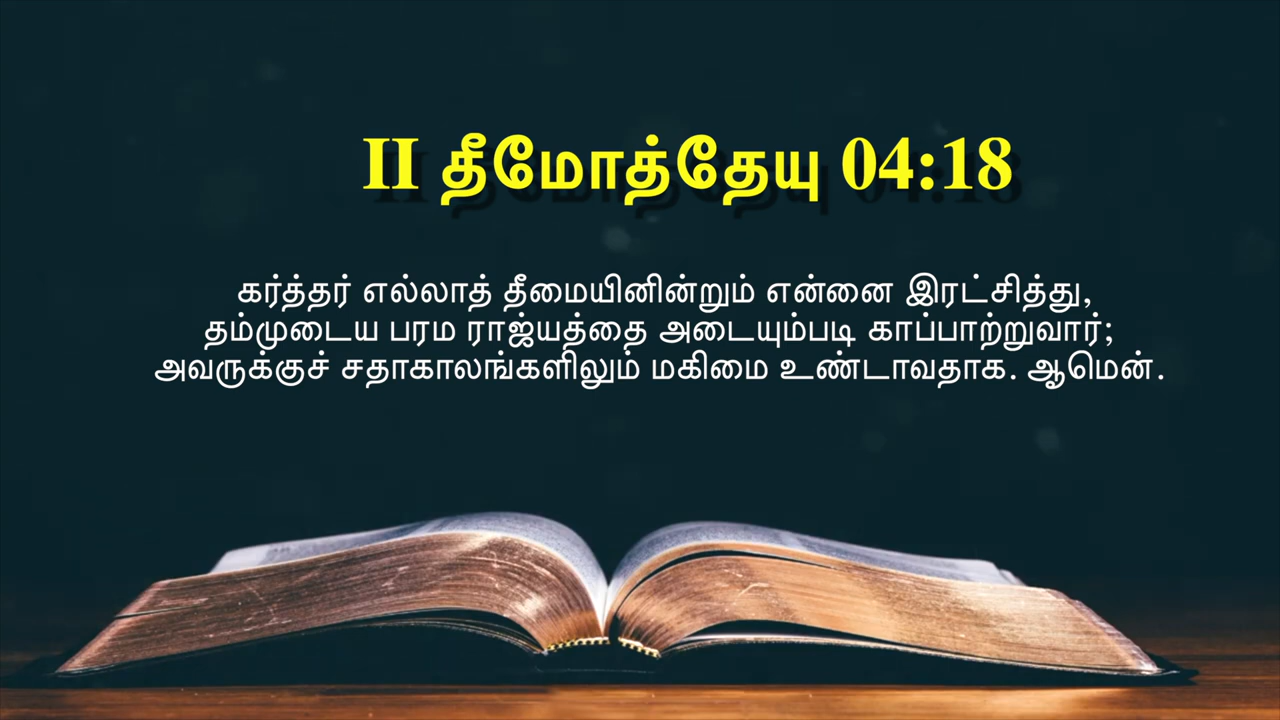 II தீமோத்தேயு 04:18
கர்த்தர் எல்லாத் தீமையினின்றும் என்னை இரட்சித்து,
தம்முடைய பரம ராஜ்யத்தை அடையும்படி காப்பாற்றுவார்;
அவருக்குச் சதாகாலங்களிலும் மகிமை உண்டாவதாக. ஆமென்.